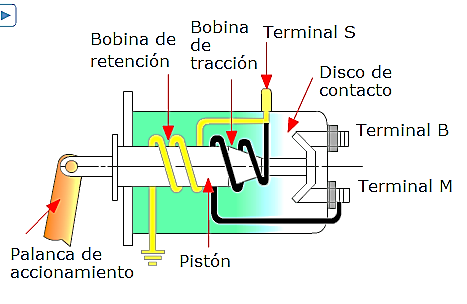 Bobina de
retención
Bobina
de
tracción
Terminal S
Disco de
contacto
Terminal B
Terminal M
Palanca de
accionamiento
Pistón